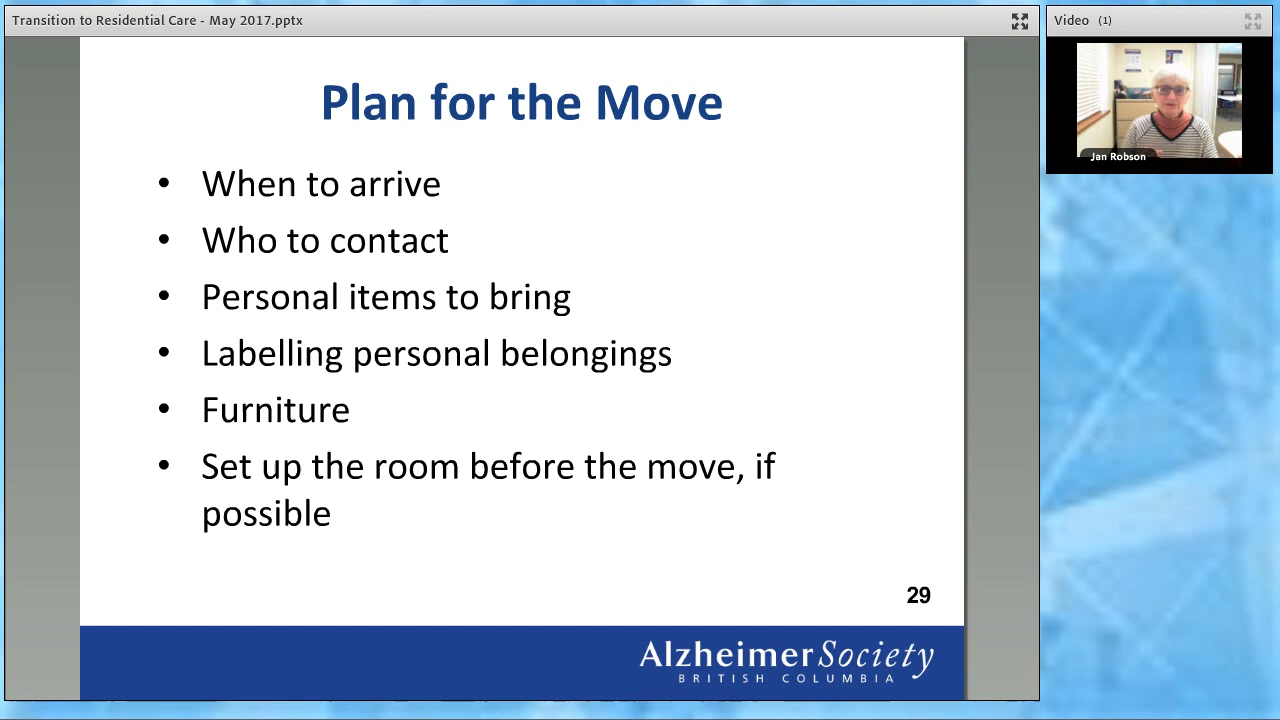 Transition to Residential Care - May 2017.pptx
Video (1)
Jan Robson
Plan for the Move
• When to arrive
• Who to contact
• Personal items to bring
• Labelling personal belongings
• Furniture
• Set up the room before the move, if
possible
29
AlzheimerSociety
BRITISH COLUMBIA